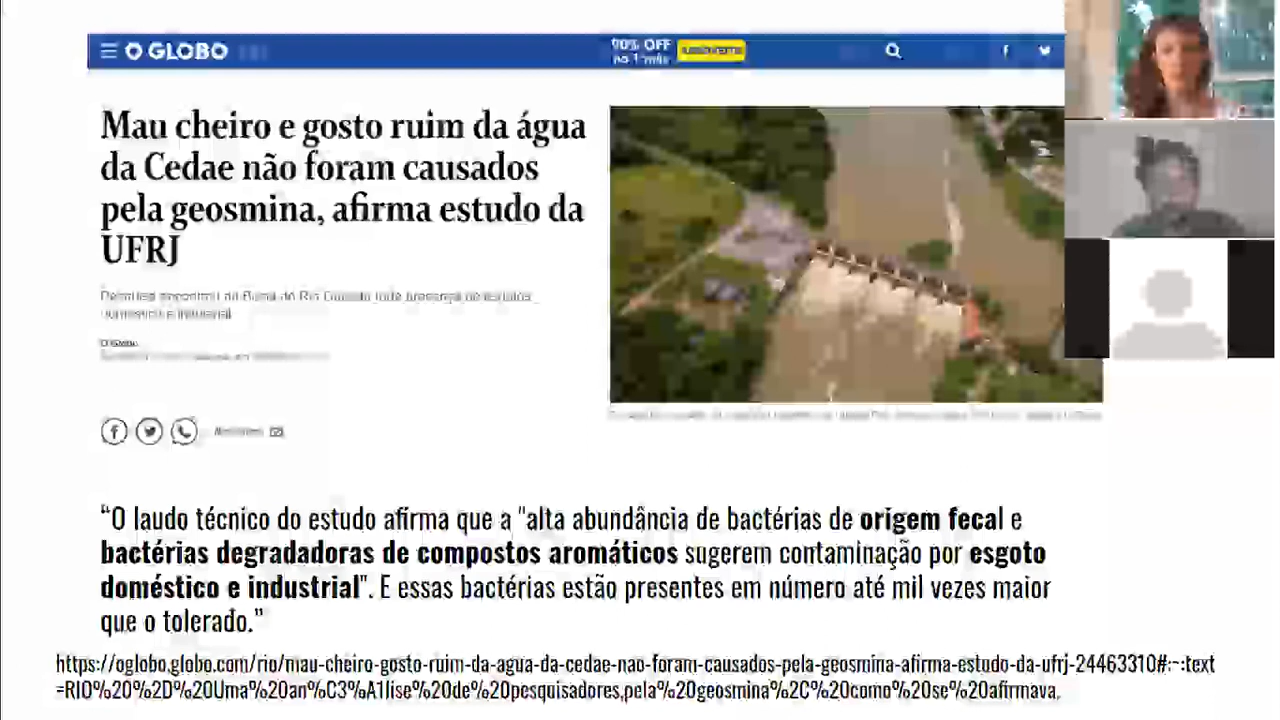 O GLOBO
90% OFF
no 1º mês
Mau cheiro e gosto ruim da água
da Cedae não foram causados
pela geosmina, afirma estudo da
UFRJ
O Globo
“O laudo técnico do estudo afirma que a "alta abundância de bactérias de origem fecal e
bactérias degradadoras de compostos aromáticos sugerem contaminação por esgoto
doméstico e industrial". E essas bactérias estão presentes em número até mil vezes maior
que o tolerado.”
https://oglobo.globo.com/rio/mau-cheiro-gosto-ruim-da-agua-da-cedae-nao-foram-causados-pela-geosmina-afirma-estudo-da-ufrj-24463310#:~:text
=RIO%20%2D%20Uma%20an%C3%A1lise%20de%20pesquisadores,pela%20geosmina%2C%20como%20se%20afirmava.